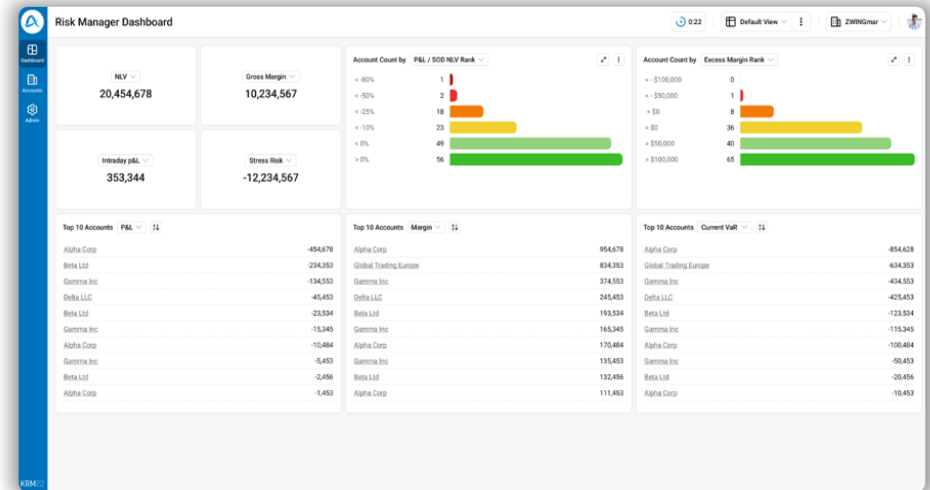 Risk Manager Dashboard
0:22
Default View
ZWINGmar
Dashboard
Accounts
Admin
NLV
20,454,678
Gross Margin
10,234,567
Intraday p&L
353,344
Stress Risk
-12,234,567
Account Count by P&L / SOD NLV Rank
< -80% 1
< -50% 2
< -25% 18
< -10% 23
< 0% 49
> 0% 56
Account Count by Excess Margin Rank
< - $100,000 0
< - $50,000 1
< $0 8
> $0 36
> $50,000 40
> $100,000 65
Top 10 Accounts P&L
Alpha Corp -454,678
Beta Ltd -234,353
Gamma Inc -134,553
Delta LLC -45,453
Beta Ltd -23,534
Gamma Inc -15,345
Alpha Corp -10,484
Gamma Inc -5,453
Beta Ltd -2,456
Alpha Corp -1,453
Top 10 Accounts Margin
Alpha Corp 954,678
Global Trading Europe 834,353
Gamma Inc 374,553
Delta LLC 245,453
Beta Ltd 193,534
Gamma Inc 165,345
Alpha Corp 170,484
Gamma Inc 135,453
Beta Ltd 132,456
Alpha Corp 111,453
Top 10 Accounts Current VaR
Alpha Corp -854,628
Global Trading Europe -634,353
Gamma Inc -434,553
Delta LLC -425,453
Beta Ltd -123,534
Gamma Inc -115,345
Alpha Corp -100,484
Gamma Inc -50,453
Beta Ltd -20,456
Alpha Corp -10,453
KRM22